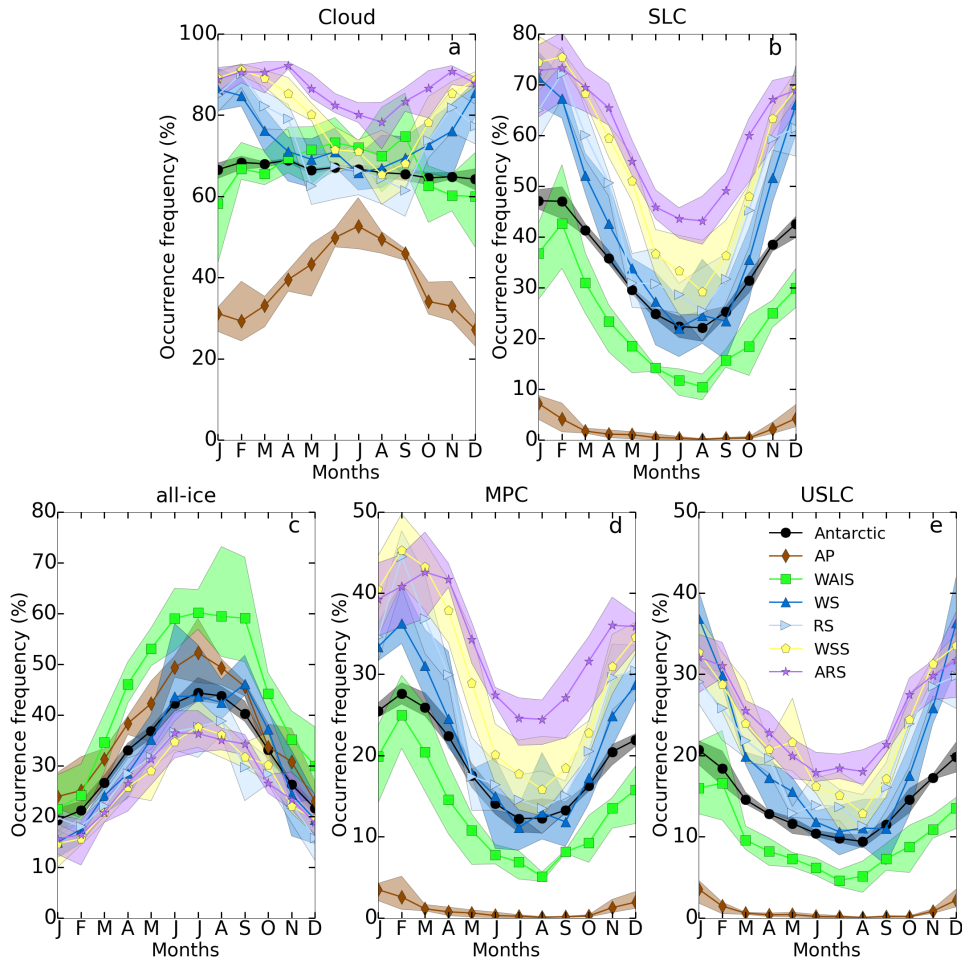 Cloud
a
100
80
60
40
20
0
Occurrence frequency (%)
J F M A M J J A S O N D
Months
SLC
b
80
70
60
50
40
30
20
10
0
Occurrence frequency (%)
J F M A M J J A S O N D
Months
all-ice
c
80
70
60
50
40
30
20
10
0
Occurrence frequency (%)
J F M A M J J A S O N D
Months
MPC
d
50
40
30
20
10
0
Occurrence frequency (%)
J F M A M J J A S O N D
Months
USLC
e
50
40
30
20
10
0
Occurrence frequency (%)
J F M A M J J A S O N D
Months
Antarctic
AP
WAIS
WS
RS
WSS
ARS